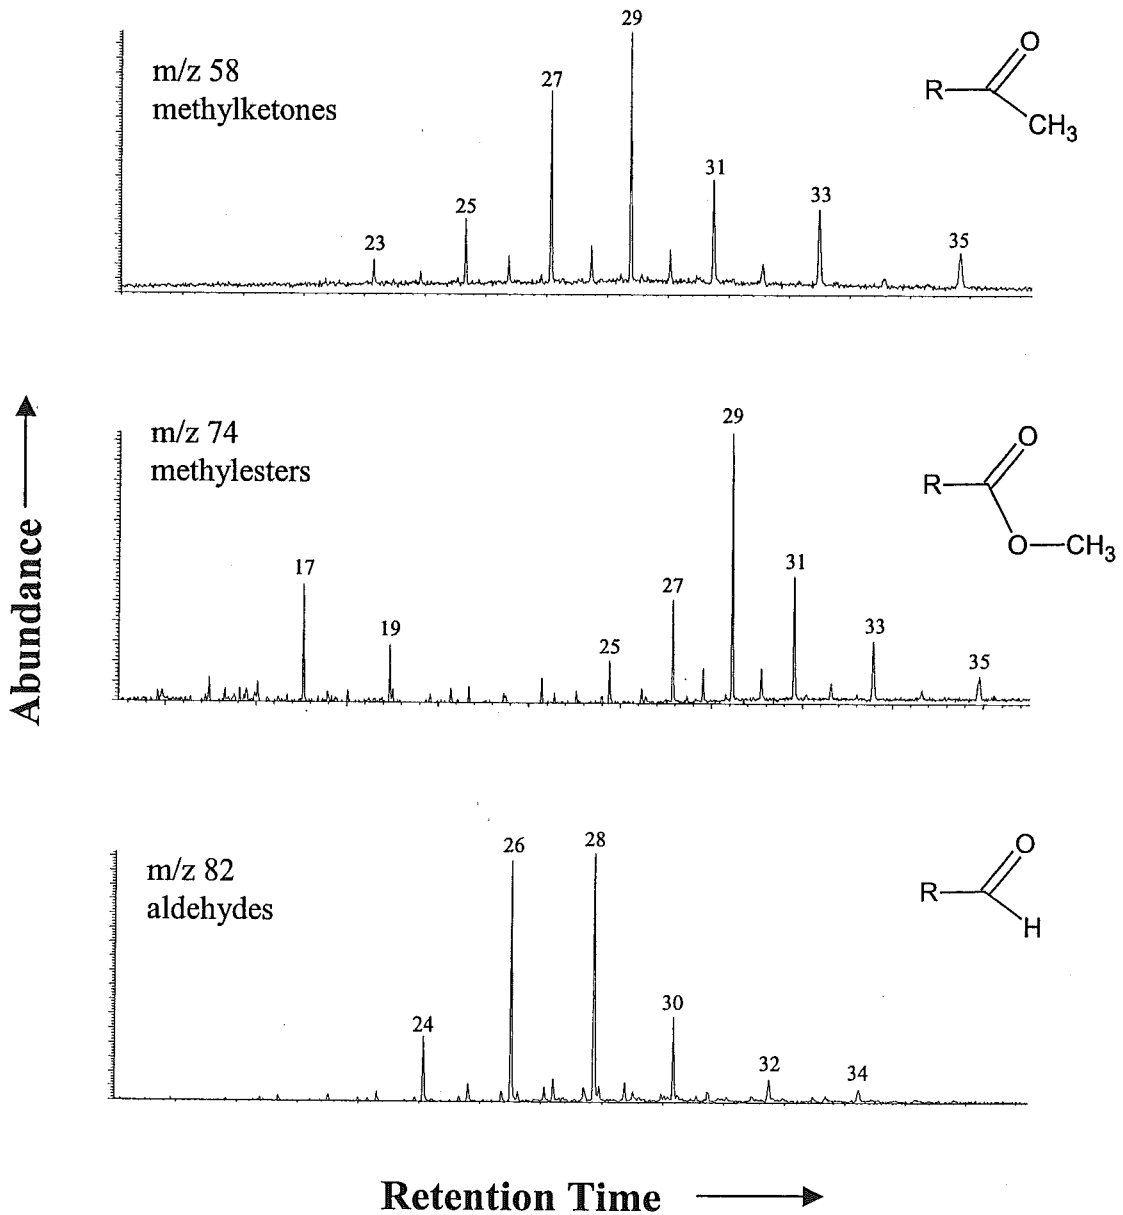 m/z 58
methylketones
23
25
27
29
31
33
35
R
O
CH3
m/z 74
methylesters
17
19
25
27
29
31
33
35
R
O
O
CH3
m/z 82
aldehydes
24
26
28
30
32
34
R
O
H
Abundance
Retention Time